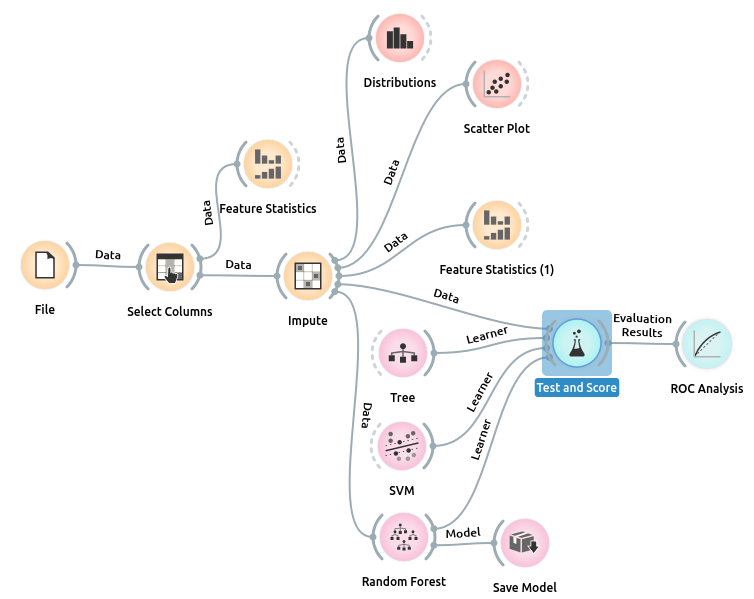 Distributions
Data
Scatter Plot
Data
Feature Statistics
Data
Feature Statistics (1)
Data
File
Data
Select Columns
Data
Impute
Data
Evaluation
Results
Test and Score
ROC Analysis
Tree
Learner
SVM
Learner
Data
Random Forest
Learner
Model
Save Model